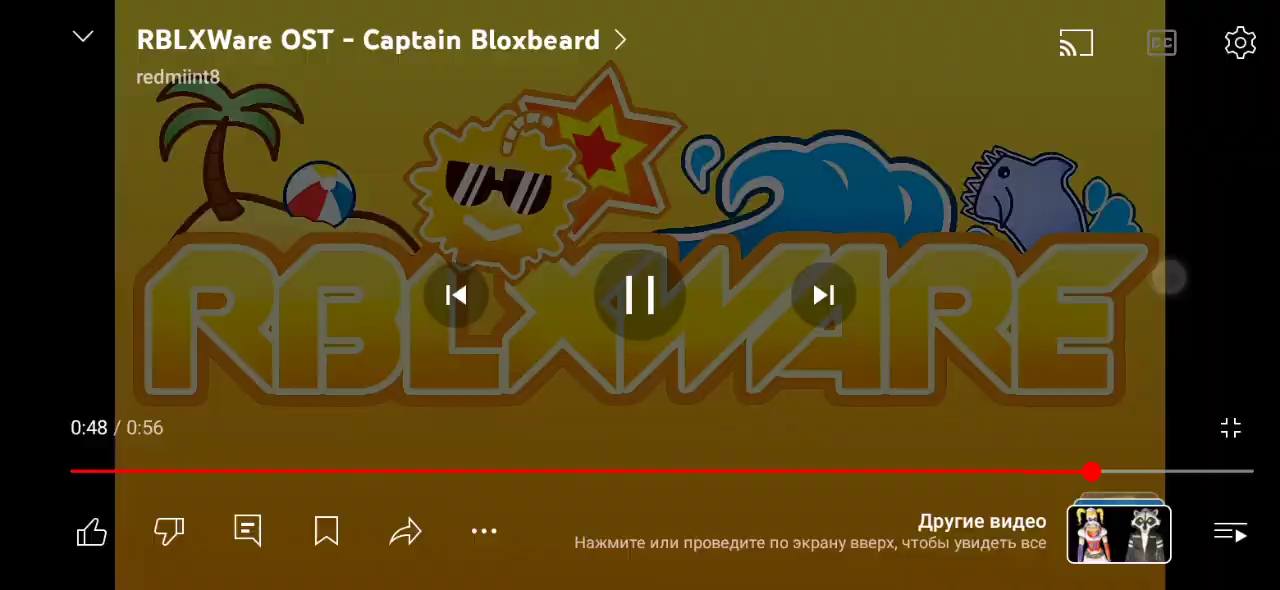 RBLXWare OST - Captain Bloxbeard
redmiint8
CC
RBLXWARE
0:48 / 0:56
Другие видео
Нажмите или проведите по экрану вверх, чтобы увидеть все